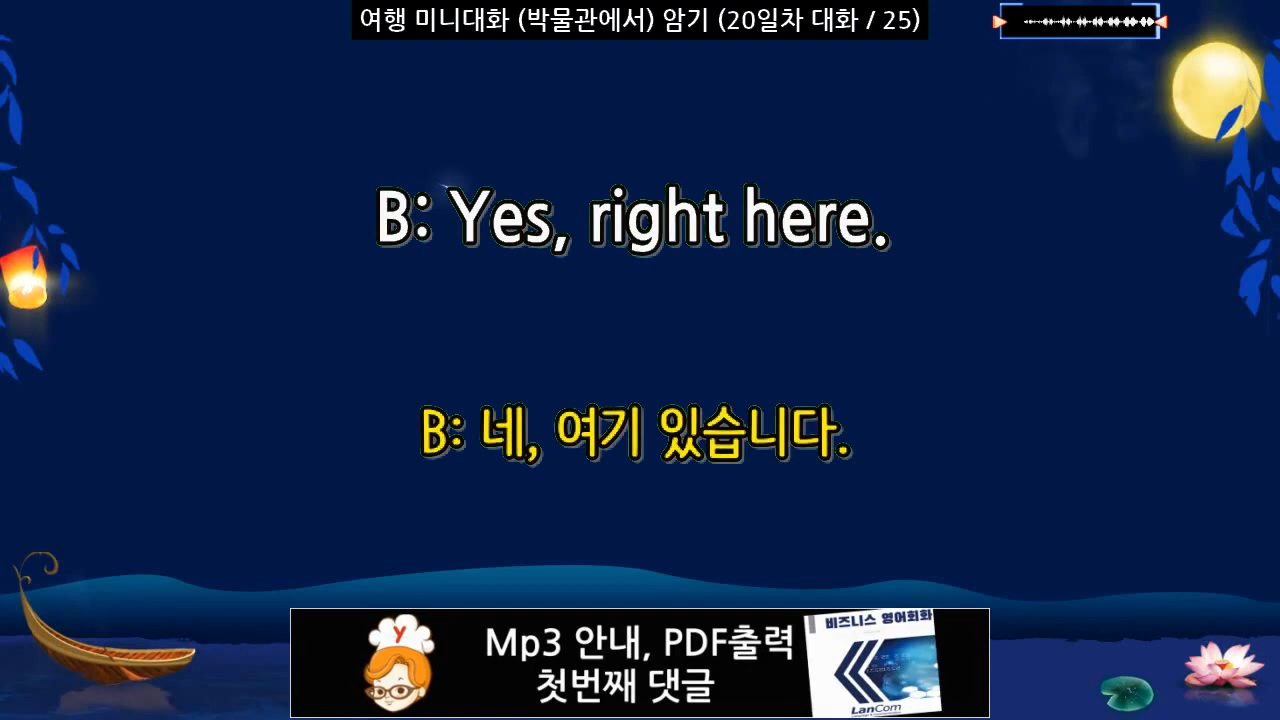 여행 미니대화 (박물관에서) 암기 (20일차 대화 / 25)
B: Yes, right here.
B: 네, 여기 있습니다.
Y
Mp3 안내, PDF출력
첫번째 댓글
비즈니스 영어회화
LanCom